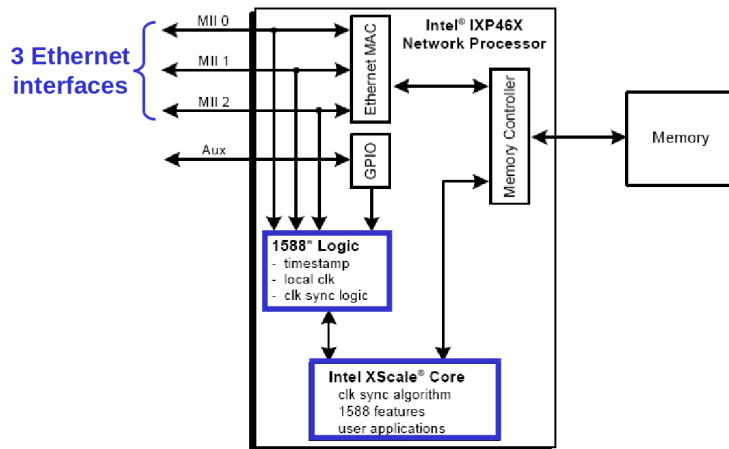 3 Ethernet
interfaces
MII 0
MII 1
MII 2
Aux
Ethernet MAC
GPIO
Intel® IXP46X
Network Processor
Memory Controller
Memory
1588* Logic
- timestamp
- local clk
- clk sync logic
Intel XScale® Core
clk sync algorithm
1588 features
user applications